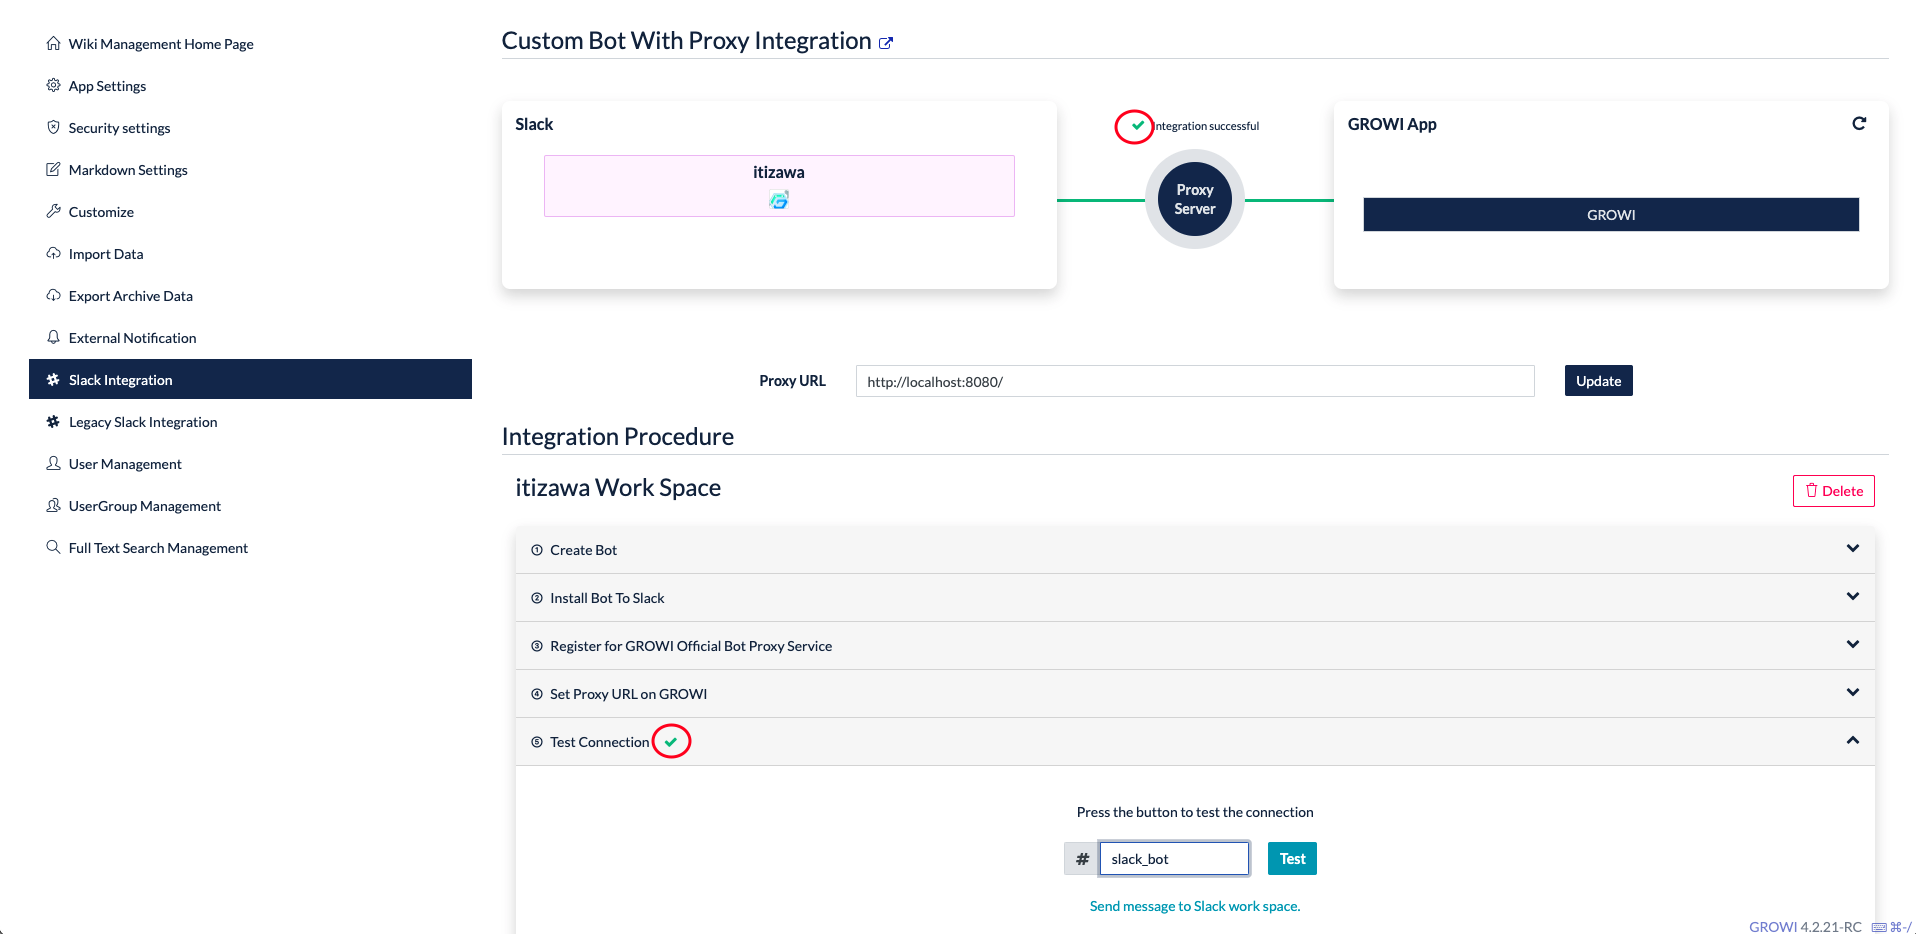 Wiki Management Home Page
App Settings
Security settings
Markdown Settings
Customize
Import Data
Export Archive Data
External Notification
Slack Integration
Legacy Slack Integration
User Management
UserGroup Management
Full Text Search Management
Custom Bot With Proxy Integration
Slack
itizawa
Integration successful
Proxy
Server
GROWI App
GROWI
Proxy URL
http://localhost:8080/
Update
Integration Procedure
itizawa Work Space
Delete
① Create Bot
② Install Bot To Slack
③ Register for GROWI Official Bot Proxy Service
④ Set Proxy URL on GROWI
⑤ Test Connection
Press the button to test the connection
# slack_bot
Test
Send message to Slack work space.
GROWI 4.2.21-RC ⌘-/